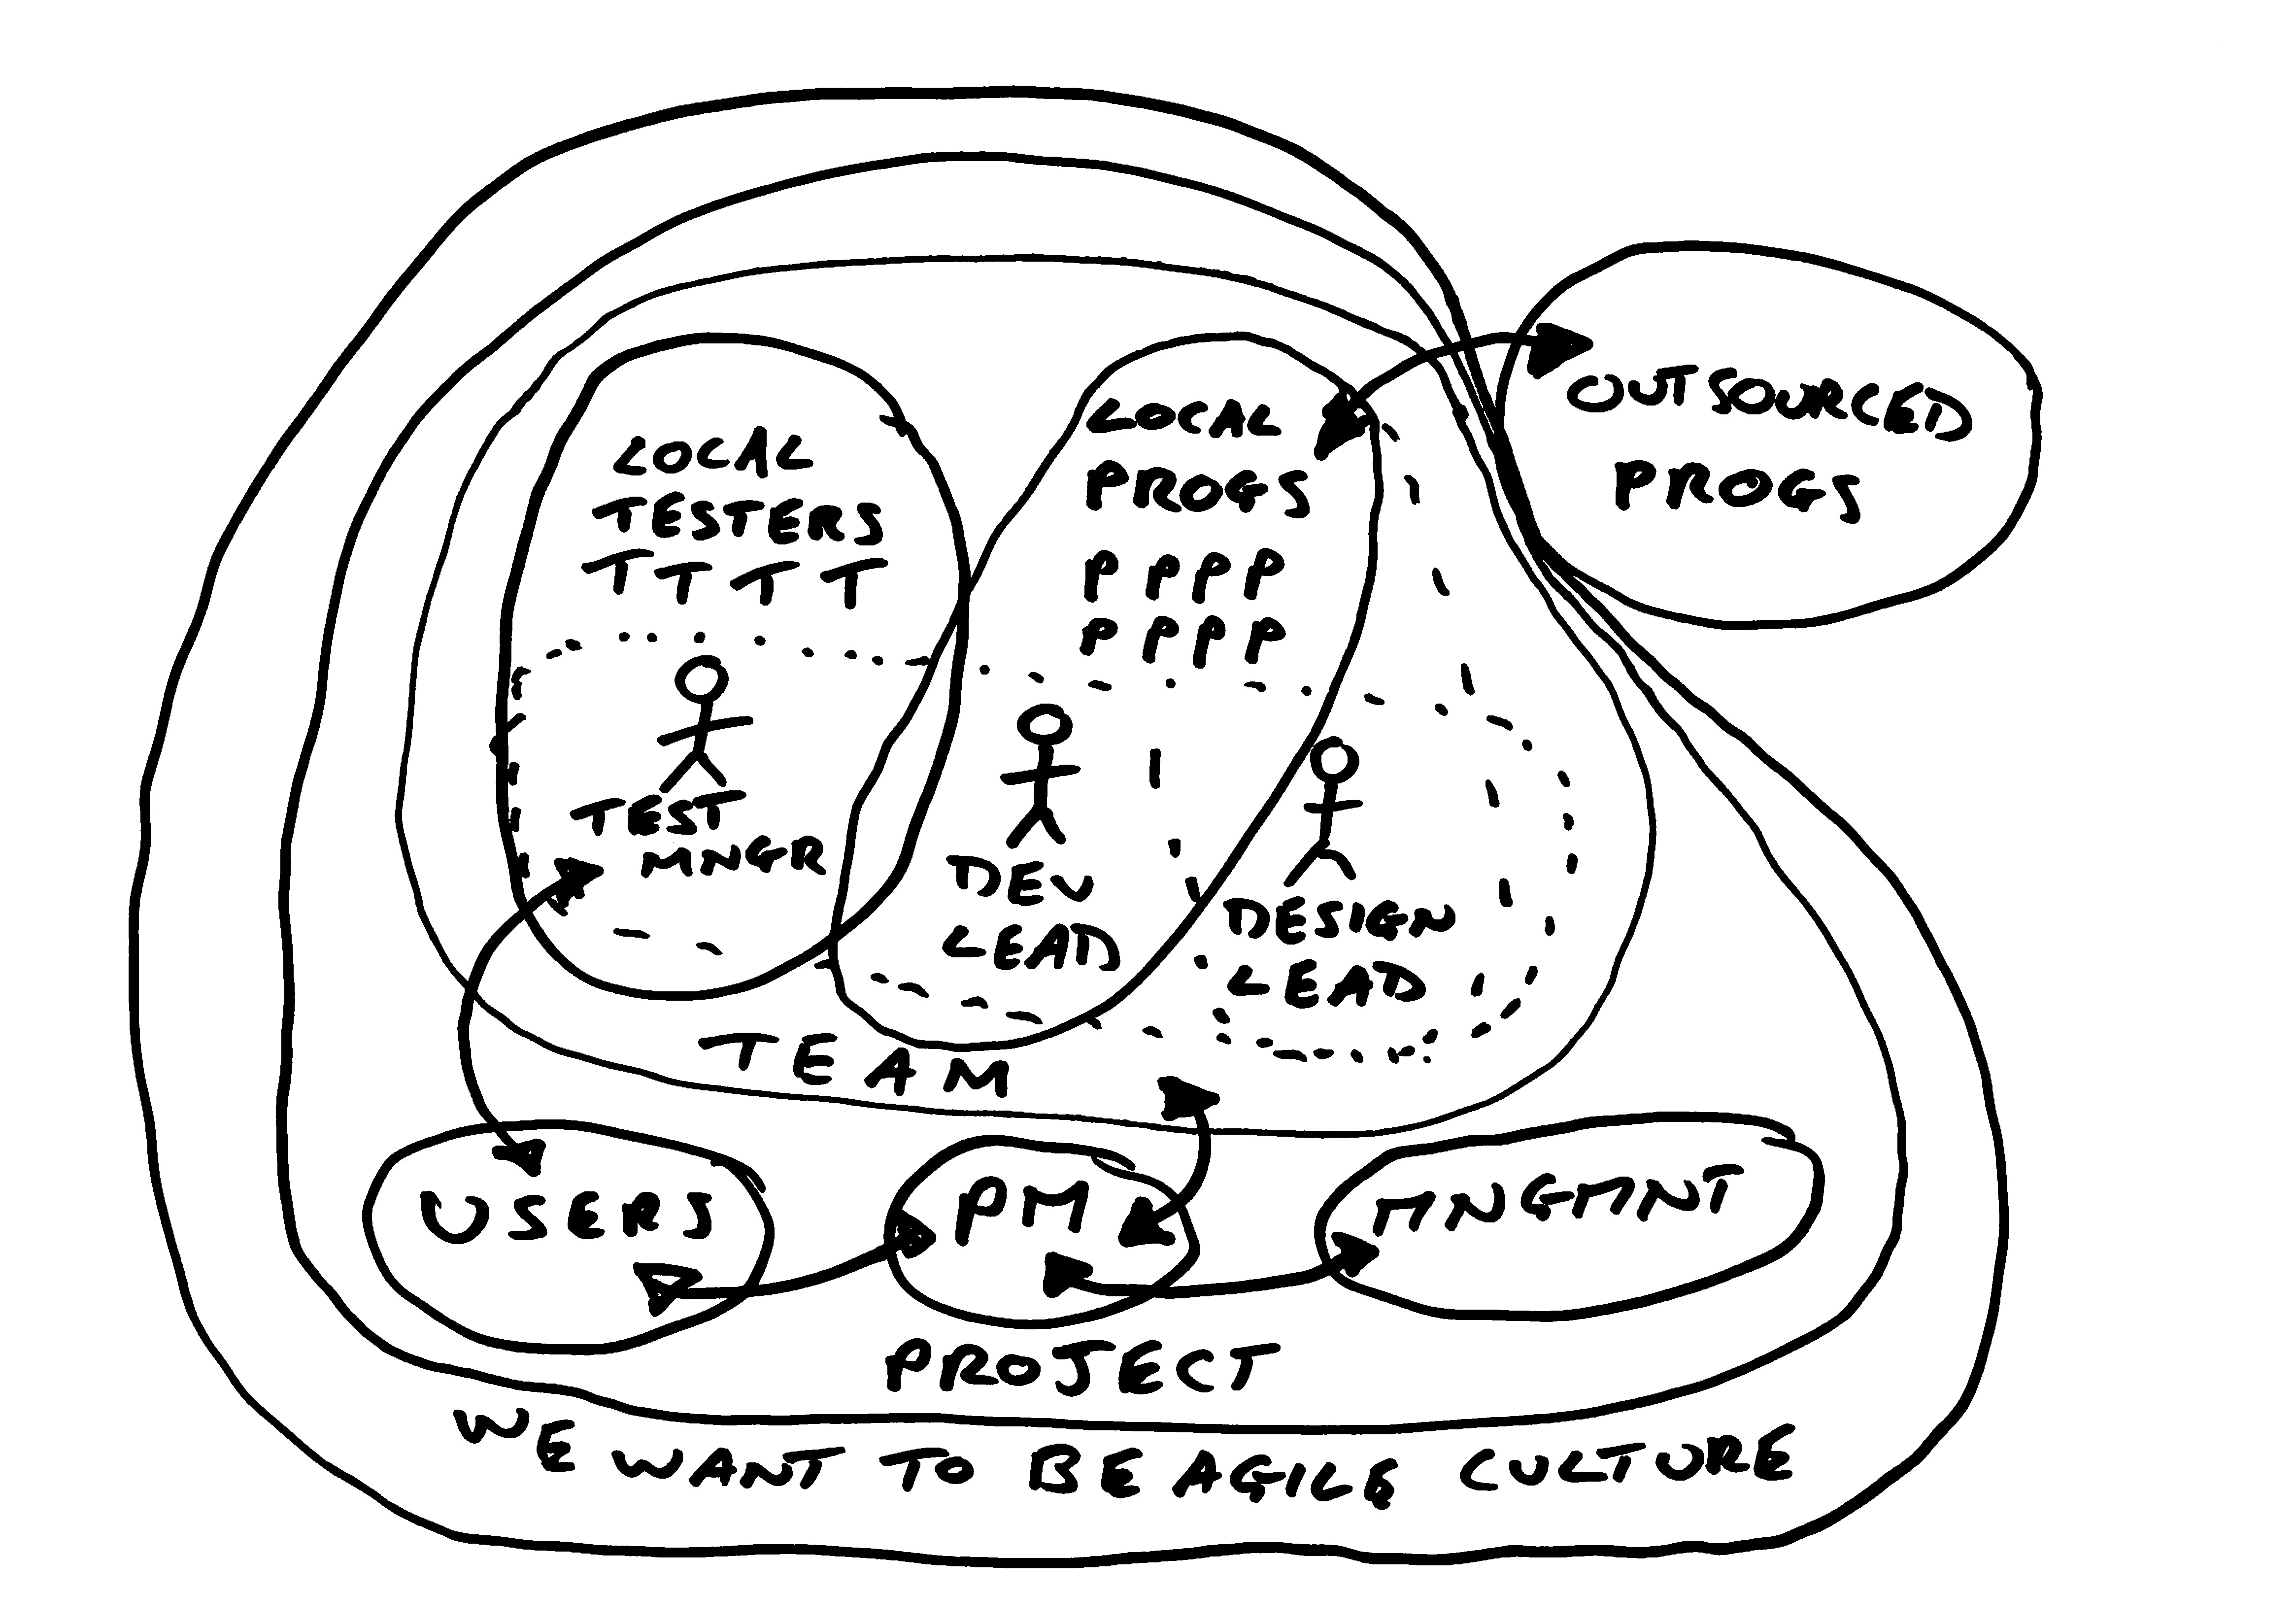 LOCAL
TESTERS
T T T T
TEST
MNGR
LOCAL
PROGS
P P P P
P P P P
DEV
LEAD
DESIGN
LEAD
OUTSOURCED
PROGS
TEAM
USERS
PM
MNGMNT
PROJECT
WE WANT TO BE AGILE CULTURE